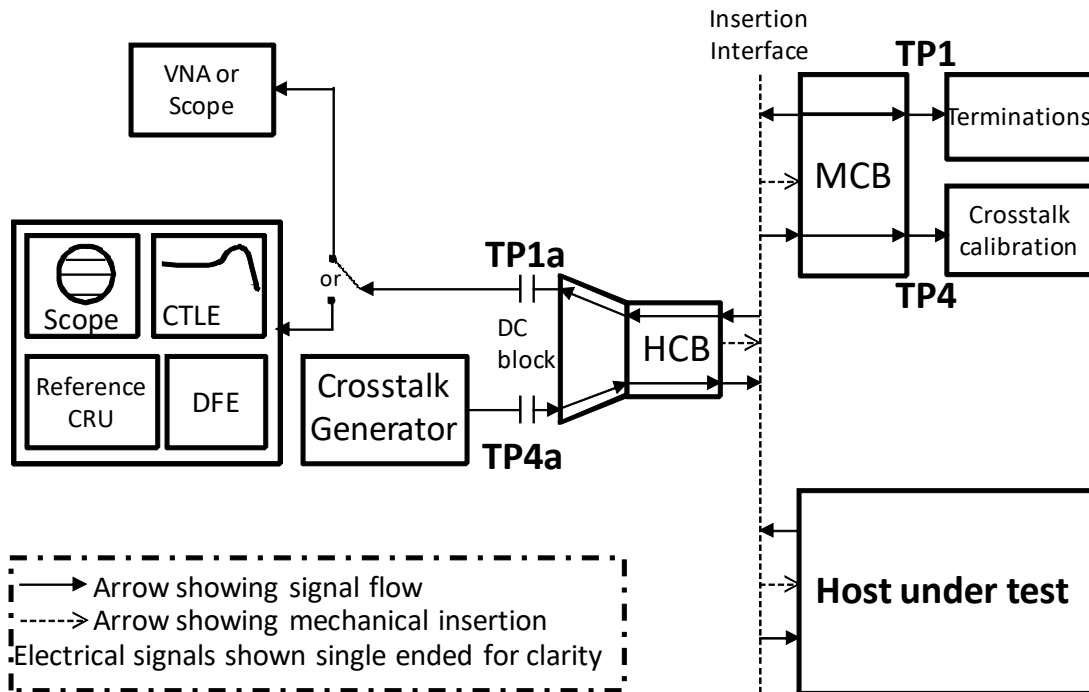 Insertion
Interface
VNA or
Scope
TP1
Terminations
MCB
Crosstalk
calibration
TP4
Scope
CTLE
Reference
CRU
DFE
or
TP1a
DC
block
HCB
Crosstalk
Generator
TP4a
Host under test
Arrow showing signal flow
Arrow showing mechanical insertion
Electrical signals shown single ended for clarity